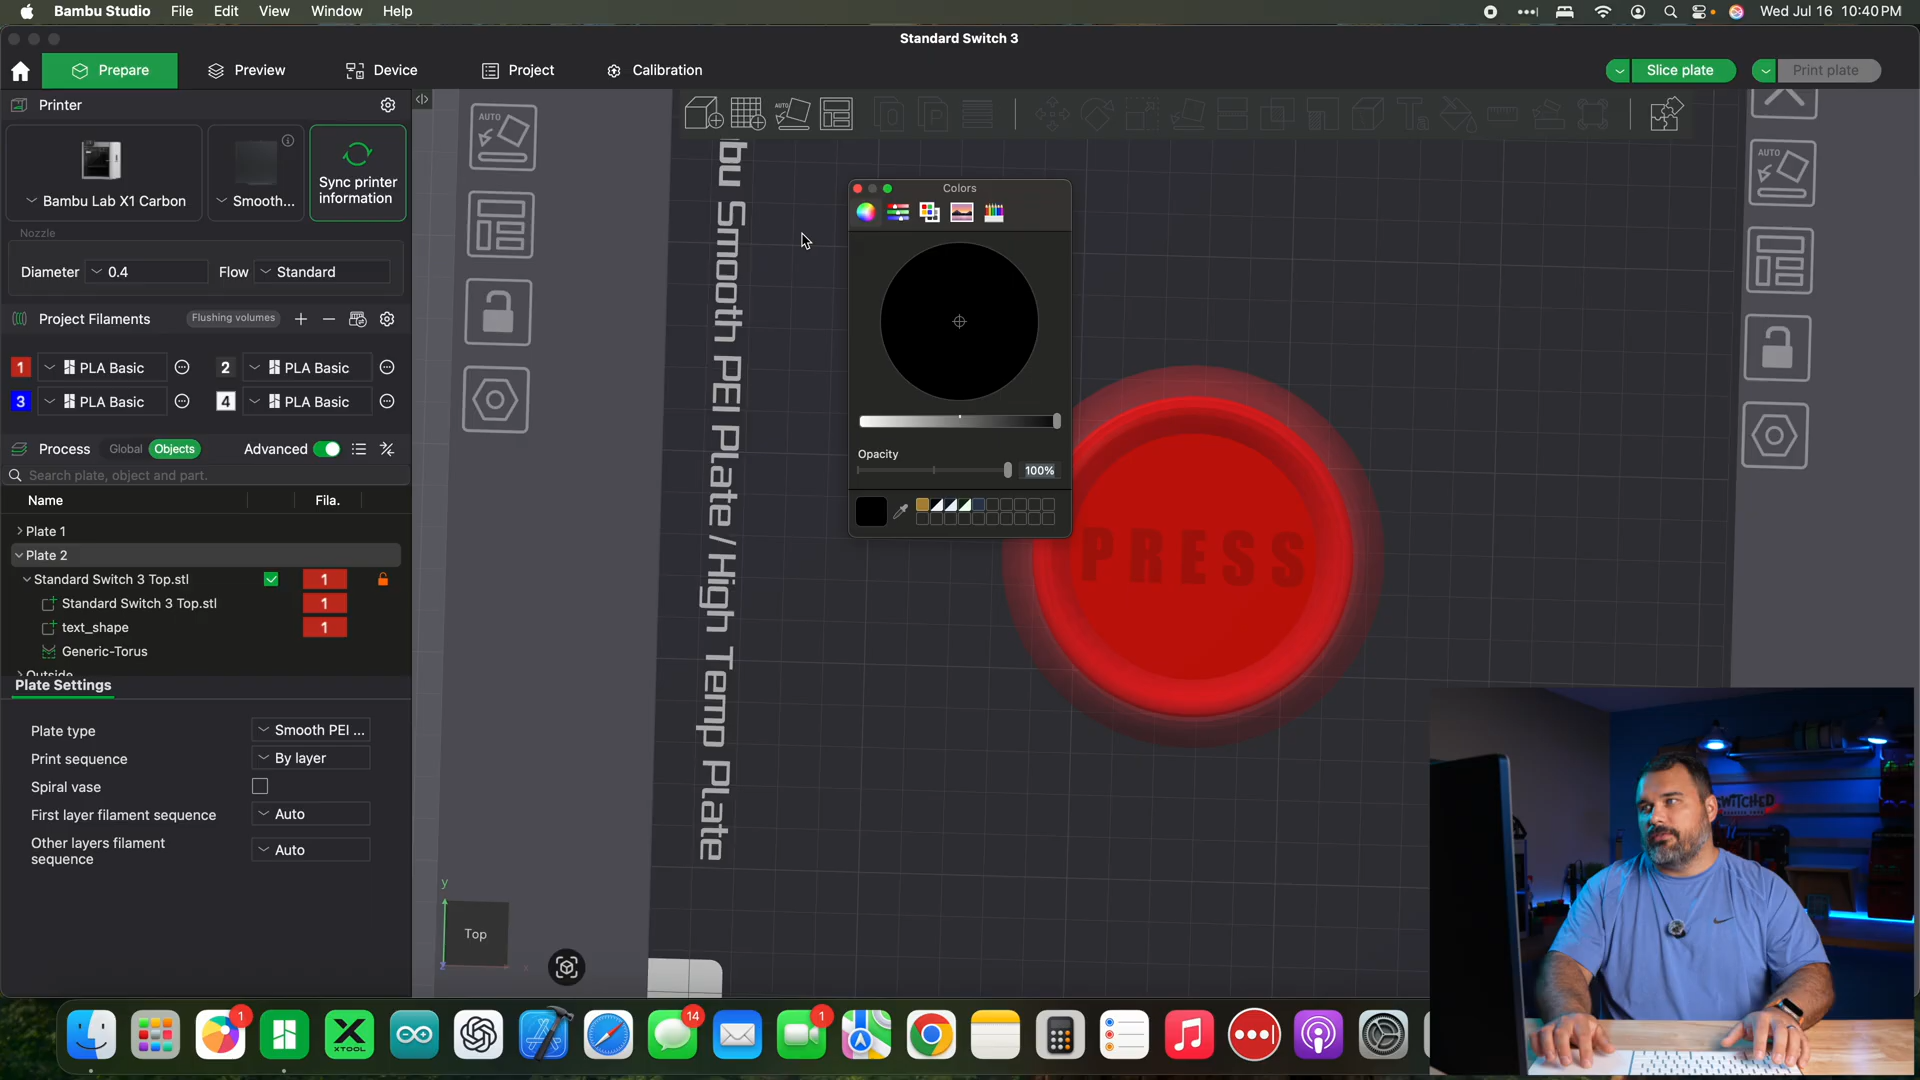 Bambu Studio File Edit View Window Help
Wed Jul 16 10:40 PM
Standard Switch 3
Prepare Preview Device Project Calibration
Slice plate Print plate
Printer
Bambu Lab X1 Carbon
Smooth...
Sync printer
information
Nozzle
Diameter 0.4 Flow Standard
Project Filaments Flushing volumes
1 PLA Basic 2 PLA Basic
3 PLA Basic 4 PLA Basic
Process Global Objects Advanced
Search plate, object and part.
Name Fila.
Plate 1
Plate 2
Standard Switch 3 Top.stl 1
Standard Switch 3 Top.stl 1
text_shape 1
Generic-Torus
Outside
Plate Settings
Plate type Smooth PEI ...
Print sequence By layer
Spiral vase
First layer filament sequence Auto
Other layers filament
sequence
Auto
AUTO
AUTO
AUTO
bu Smooth PEI Plate/High Temp Plate
Colors
Opacity
100%
PRESS
y
Top
1
XTOOL
14
1